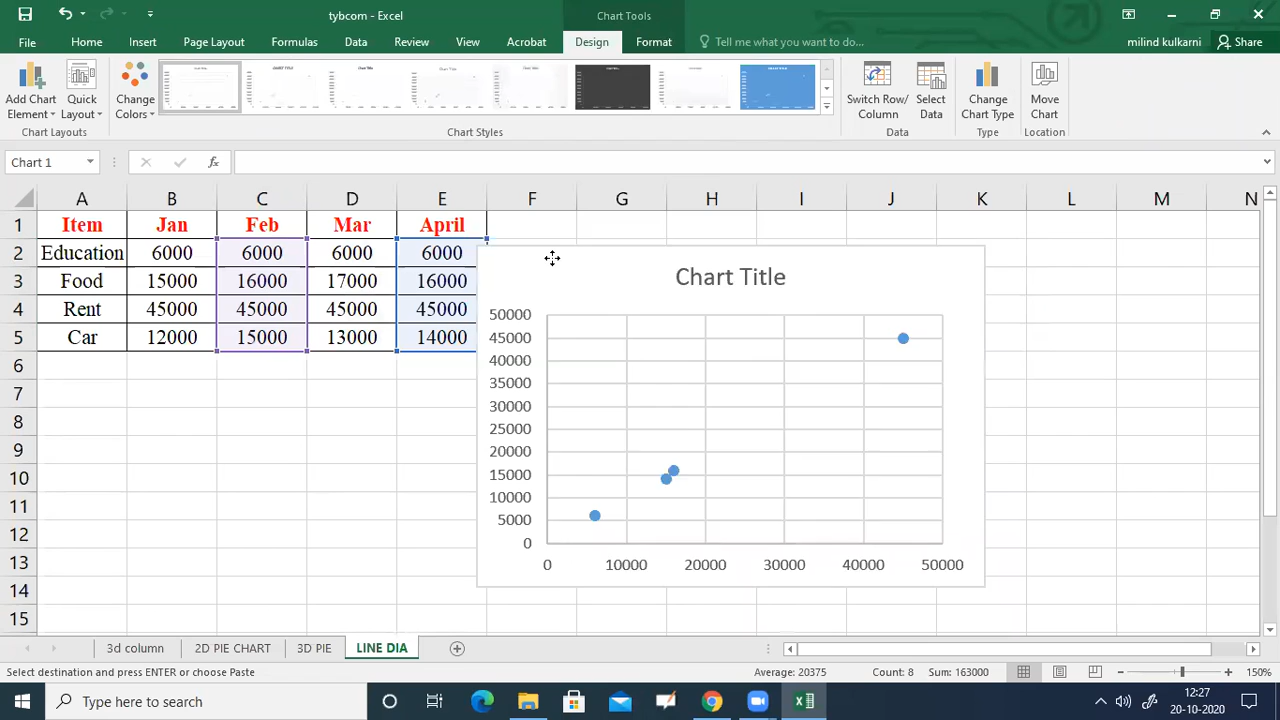 tybcom - Excel
Chart Tools
File Home Insert Page Layout Formulas Data Review View Acrobat Design Format Tell me what you want to do... milind kulkarni Share
Add Chart Element Quick Layout Change Colors Switch Row/ Column Select Data Change Chart Type Move Chart
Chart Layouts Chart Styles Data Type Location
Chart 1 fx
A B C D E F G H I J K L M N
1 Item Jan Feb Mar April
2 Education 6000 6000 6000 6000
3 Food 15000 16000 17000 16000
4 Rent 45000 45000 45000 45000
5 Car 12000 15000 13000 14000
6
7
8
9
10
11
12
13
14
15
Chart Title
50000
45000
40000
35000
30000
25000
20000
15000
10000
5000
0
0 10000 20000 30000 40000 50000
3d column 2D PIE CHART 3D PIE LINE DIA
Select destination and press ENTER or choose Paste Average: 20375 Count: 8 Sum: 163000 150%
Type here to search
12:27
20-10-2020